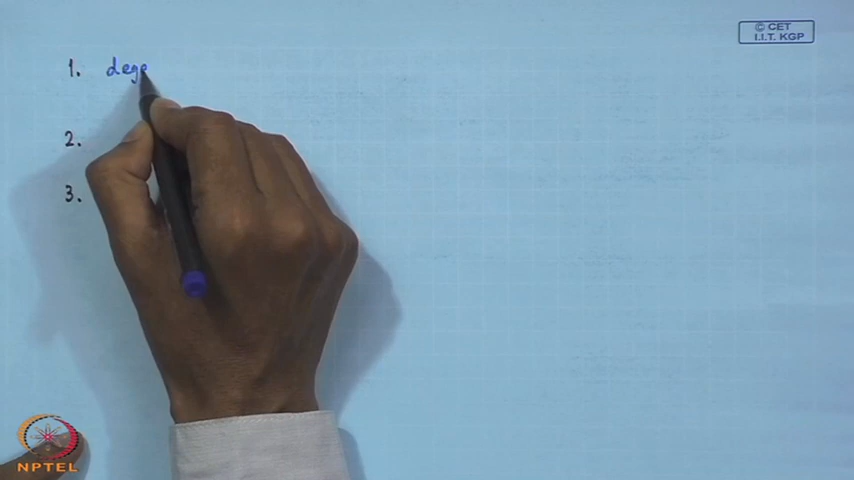 © CET
I.I.T. KGP
1. dege
2.
3.
NPTEL